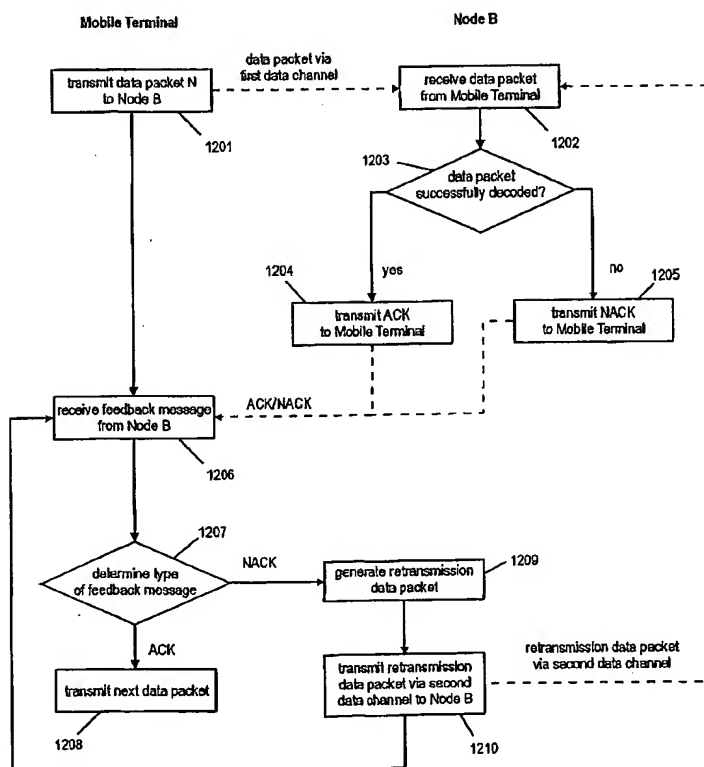 Mobile Terminal
Node B
data packet via
first data channel
transmit data packet N
to Node B
receive data packet
from Mobile Terminal
1201
1202
1203
data packet
successfully decoded?
1204
yes
no
1205
transmit ACK
to Mobile Terminal
transmit NACK
to Mobile Terminal
ACK/NACK
receive feedback message
from Node B
1206
1207
NACK
determine type
of feedback message
generate retransmission
data packet
1209
ACK
transmit next data packet
1208
transmit retransmission
data packet via second
data channel to Node B
retransmission data packet
via second data channel
1210